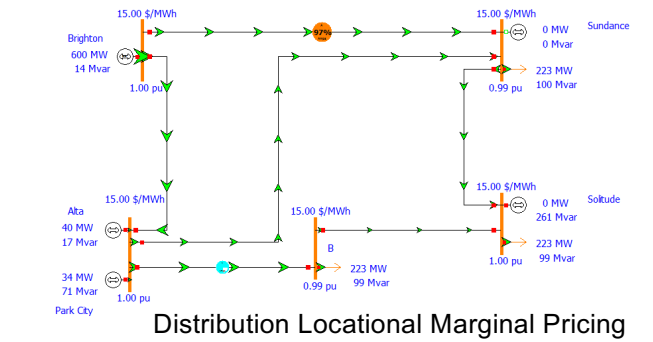 15.00 $/MWh
15.00 $/MWh
0 MW
Sundance
0 Mvar
Brighton
600 MW
14 Mvar
97%
223 MW
100 Mvar
1.00 pu
0.99 pu
15.00 $/MWh
15.00 $/MWh
15.00 $/MWh
0 MW
Solitude
261 Mvar
Alta
40 MW
17 Mvar
B
223 MW
99 Mvar
1.00 pu
34 MW
71 Mvar
223 MW
99 Mvar
0.99 pu
1.00 pu
Park City
Distribution Locational Marginal Pricing